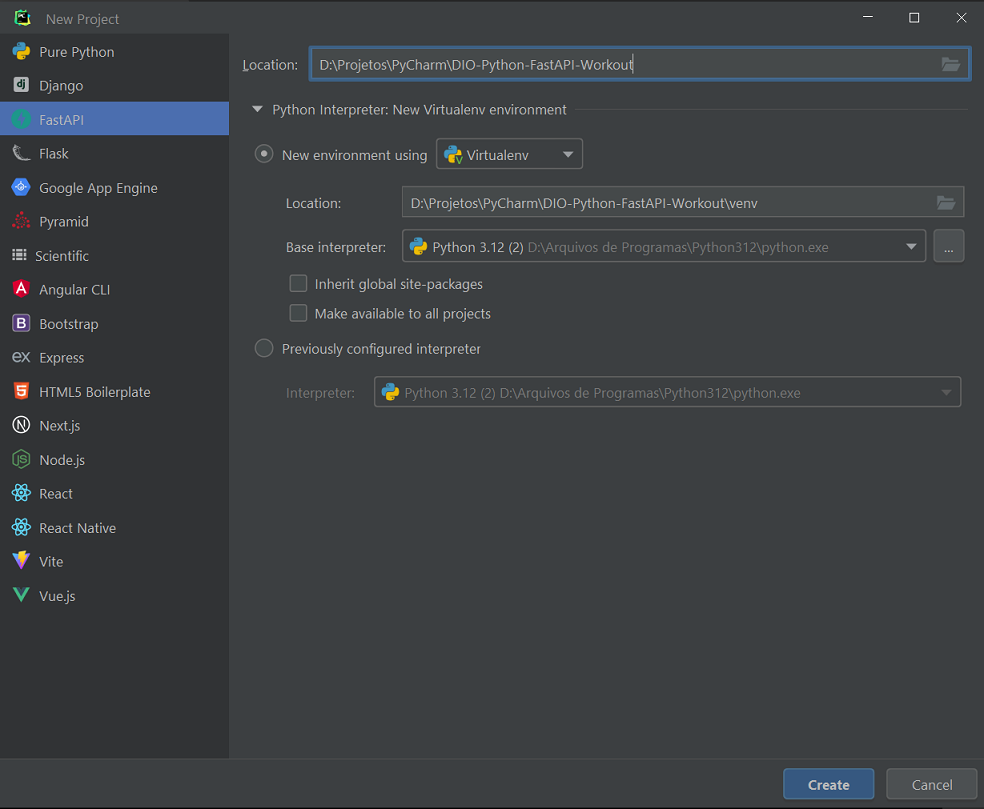 New Project
Pure Python
Django
FastAPI
Flask
Google App Engine
Pyramid
Scientific
Angular CLI
Bootstrap
Express
HTML5 Boilerplate
Next.js
Node.js
React
React Native
Vite
Vue.js
Location: D:\Projetos\PyCharm\DIO-Python-FastAPI-Workout
Python Interpreter: New Virtualenv environment
New environment using Virtualenv
Location: D:\Projetos\PyCharm\DIO-Python-FastAPI-Workout\venv
Base interpreter: Python 3.12 (2) D:\Arquivos de Programas\Python312\python.exe ...
Inherit global site-packages
Make available to all projects
Previously configured interpreter
Interpreter: Python 3.12 (2) D:\Arquivos de Programas\Python312\python.exe
Create Cancel